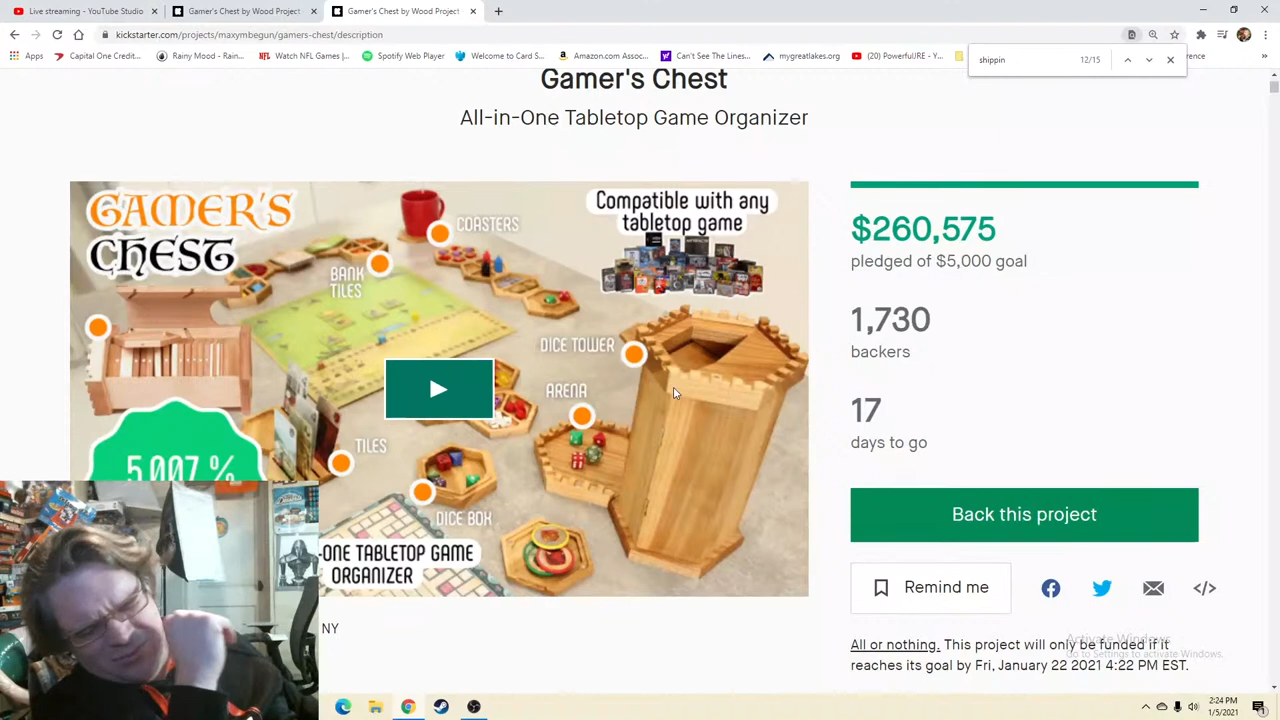 Live streaming - YouTube Studio
Gamer's Chest by Wood Project
Gamer's Chest by Wood Project
kickstarter.com/projects/maxymbegun/gamers-chest/description
Apps
Capital One Credit...
Rainy Mood - Rain...
Watch NFL Games |...
Spotify Web Player
Welcome to Card S...
Amazon.com Assoc...
Can't See The Lines...
mygreatlakes.org
(20) PowerfulJRE - Y...
shippin
12/15
Gamer's Chest
All-in-One Tabletop Game Organizer
GAMER'S
CHEST
COASTERS
BANK
TILES
Compatible with any
tabletop game
DICE TOWER
ARENA
TILES
DICE BOX
5,007 %
-ONE TABLETOP GAME
ORGANIZER
NY
$260,575
pledged of $5,000 goal
1,730
backers
17
days to go
Back this project
Remind me
All or nothing. This project will only be funded if it
reaches its goal by Fri, January 22 2021 4:22 PM EST.
Activate Windows
Go to Settings to activate Windows.
2:24 PM
1/5/2021